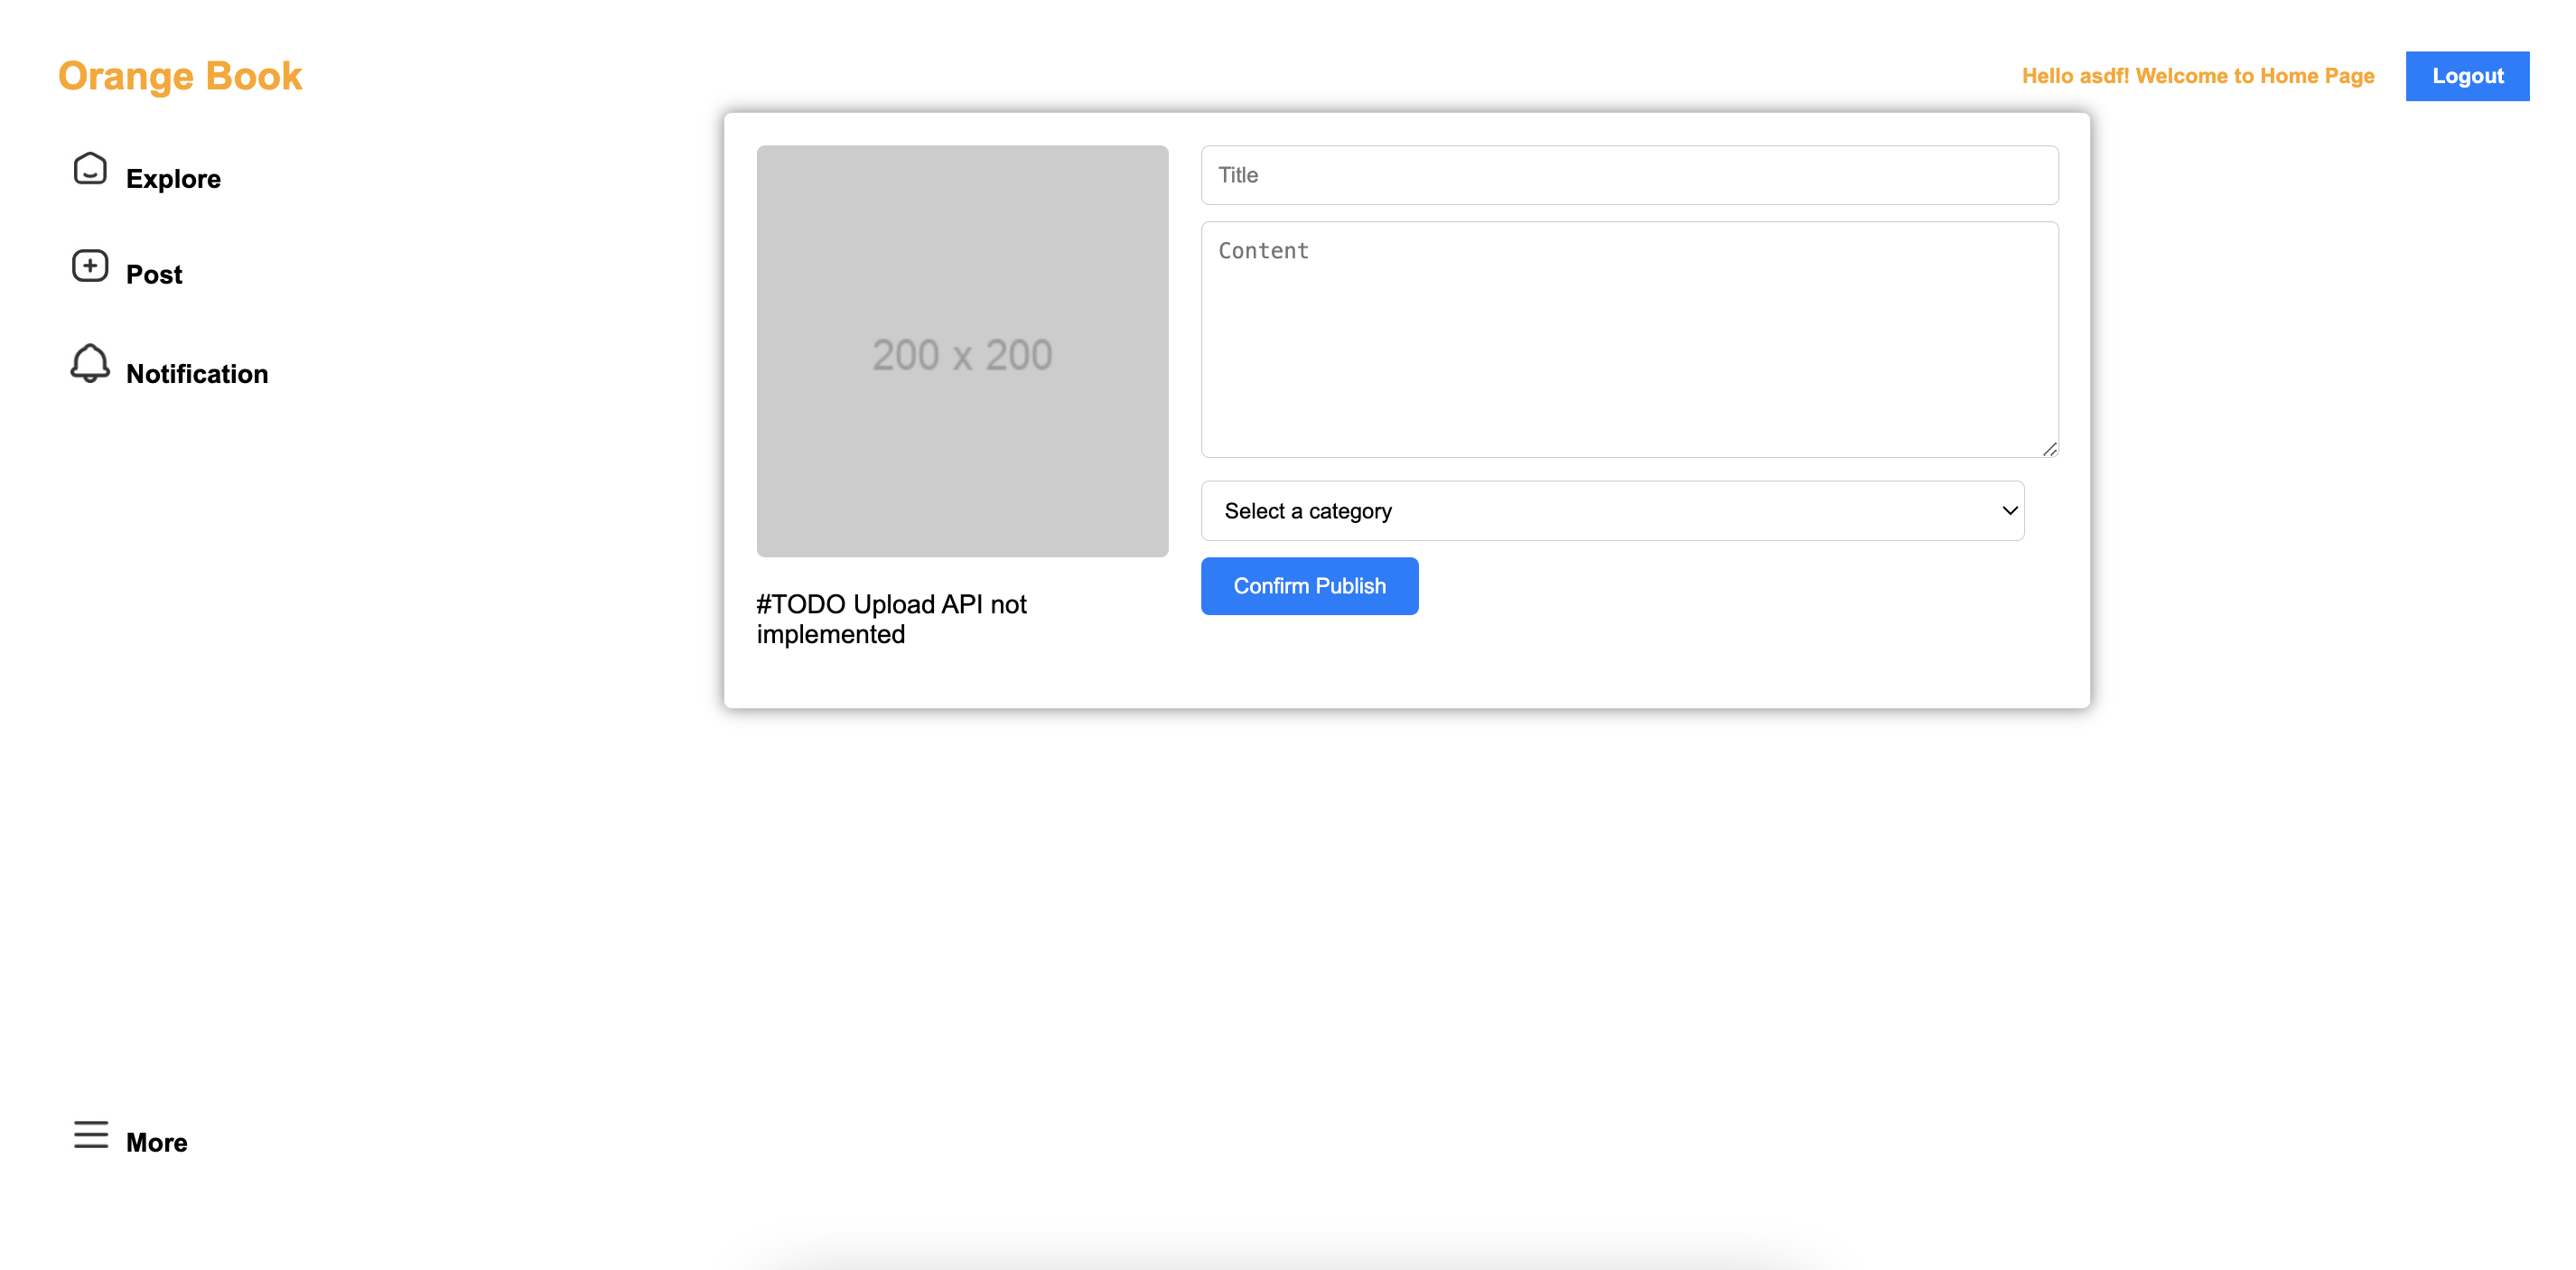 Orange Book
Hello asdf! Welcome to Home Page
Logout
Explore
Post
Notification
More
200 x 200
#TODO Upload API not
implemented
Title
Content
Select a category
Confirm Publish